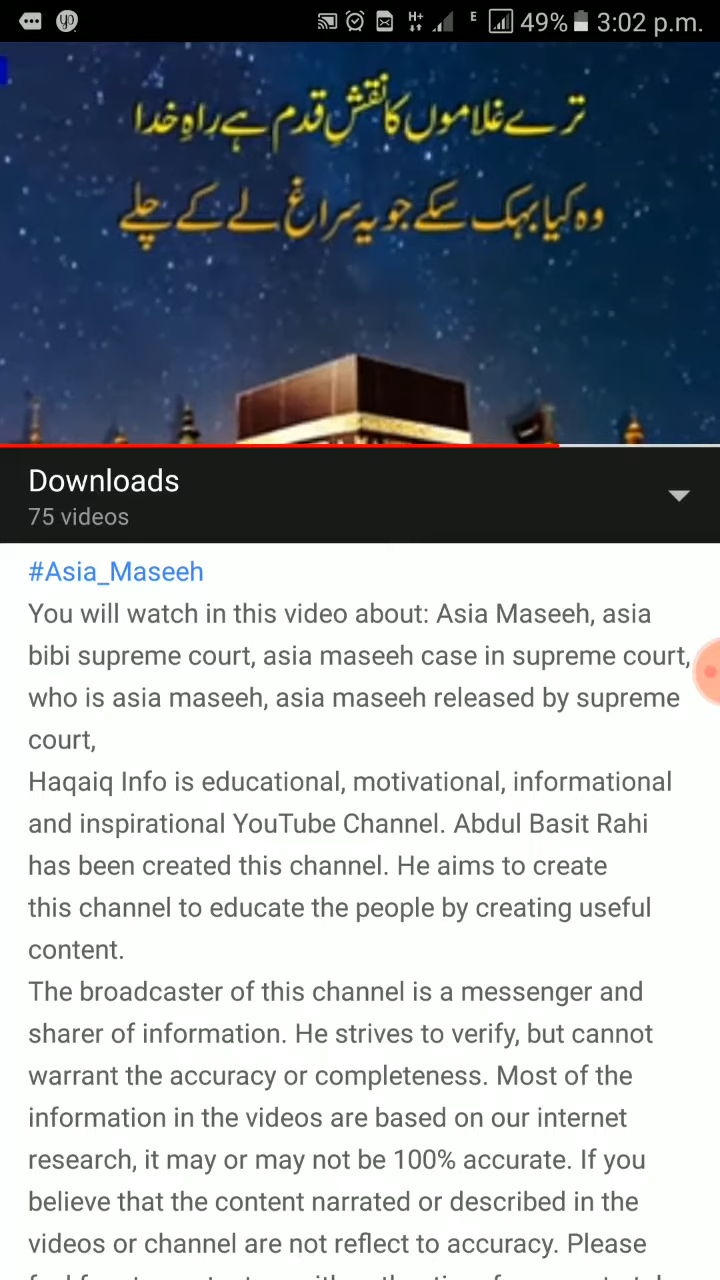 H+ E 49% 3:02 p.m.
ترے غلاموں کا نقش قدم ہے راہِ خدا
وہ کیا بہک سکے جو یہ سراغ لے کے چلے
Downloads
75 videos
#Asia_Maseeh
You will watch in this video about: Asia Maseeh, asia
bibi supreme court, asia maseeh case in supreme court,
who is asia maseeh, asia maseeh released by supreme
court,
Haqaiq Info is educational, motivational, informational
and inspirational YouTube Channel. Abdul Basit Rahi
has been created this channel. He aims to create
this channel to educate the people by creating useful
content.
The broadcaster of this channel is a messenger and
sharer of information. He strives to verify, but cannot
warrant the accuracy or completeness. Most of the
information in the videos are based on our internet
research, it may or may not be 100% accurate. If you
believe that the content narrated or described in the
videos or channel are not reflect to accuracy. Please